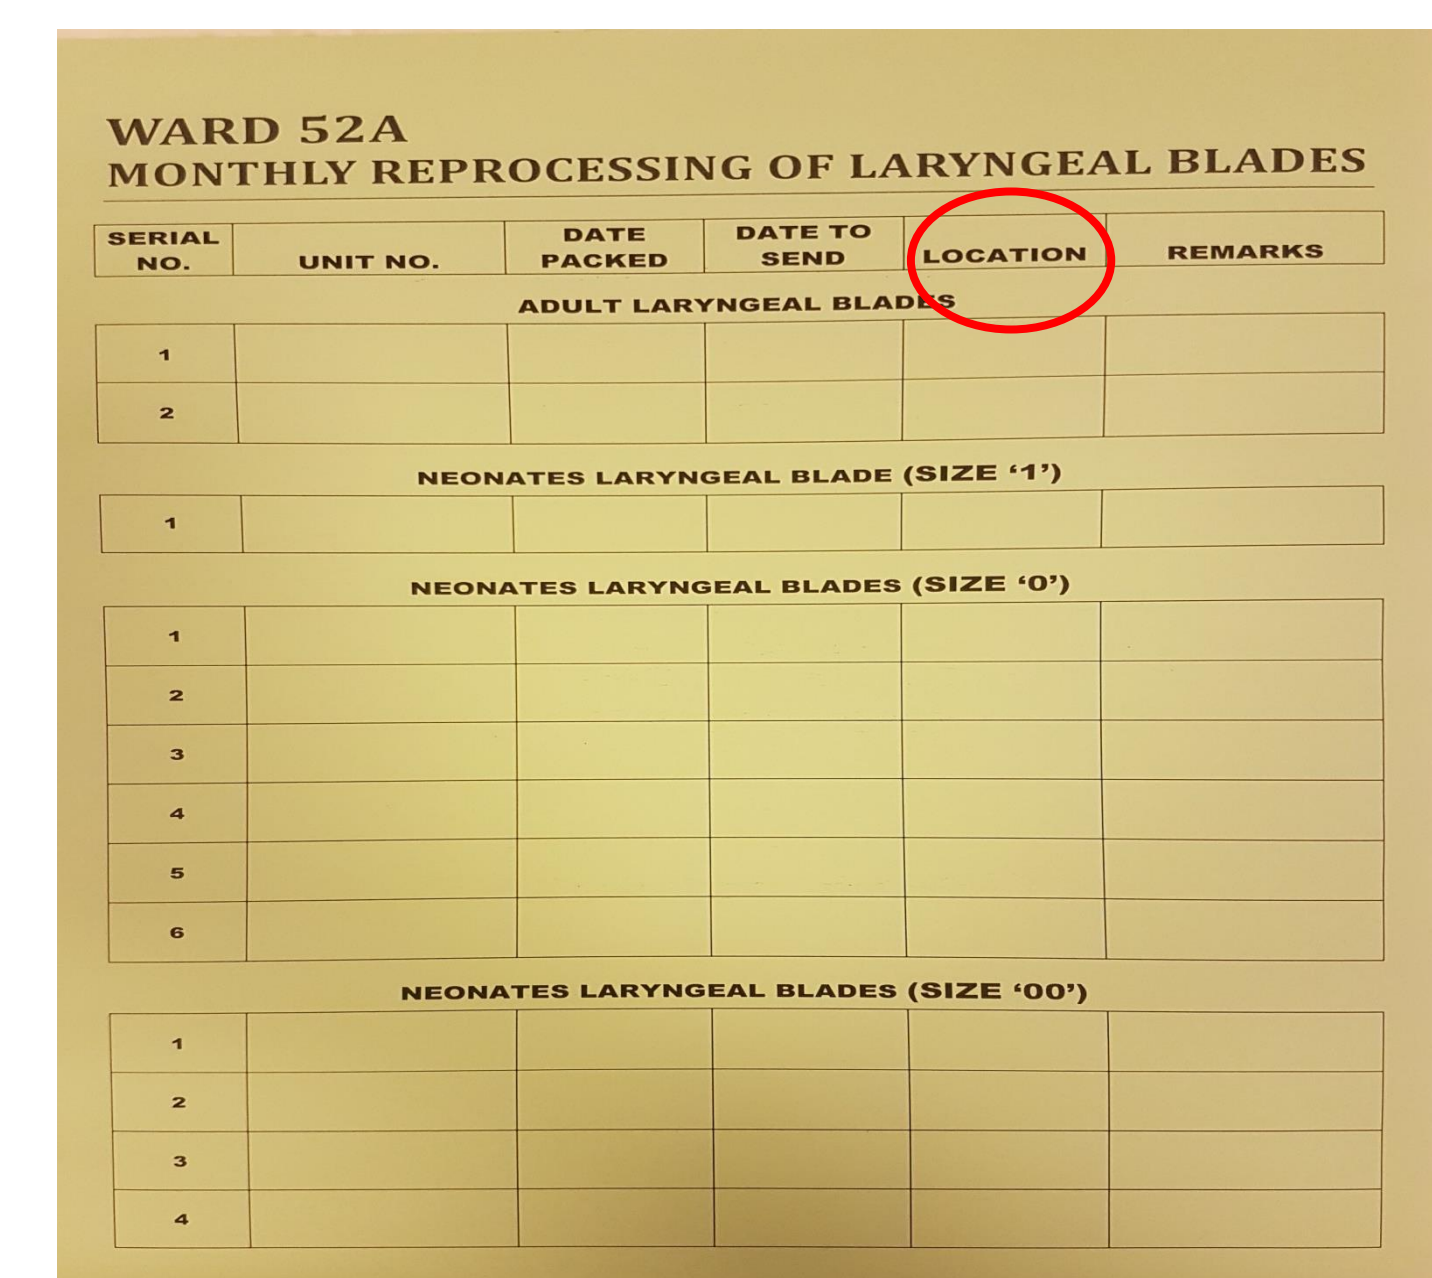 WARD 52A
MONTHLY REPROCESSING OF LARYNGEAL BLADES
SERIAL NO. UNIT NO. DATE PACKED DATE TO SEND LOCATION REMARKS
ADULT LARYNGEAL BLADES
1
2
NEONATES LARYNGEAL BLADE (SIZE ‘1’)
1
NEONATES LARYNGEAL BLADES (SIZE ‘0’)
1
2
3
4
5
6
NEONATES LARYNGEAL BLADES (SIZE ‘00’)
1
2
3
4